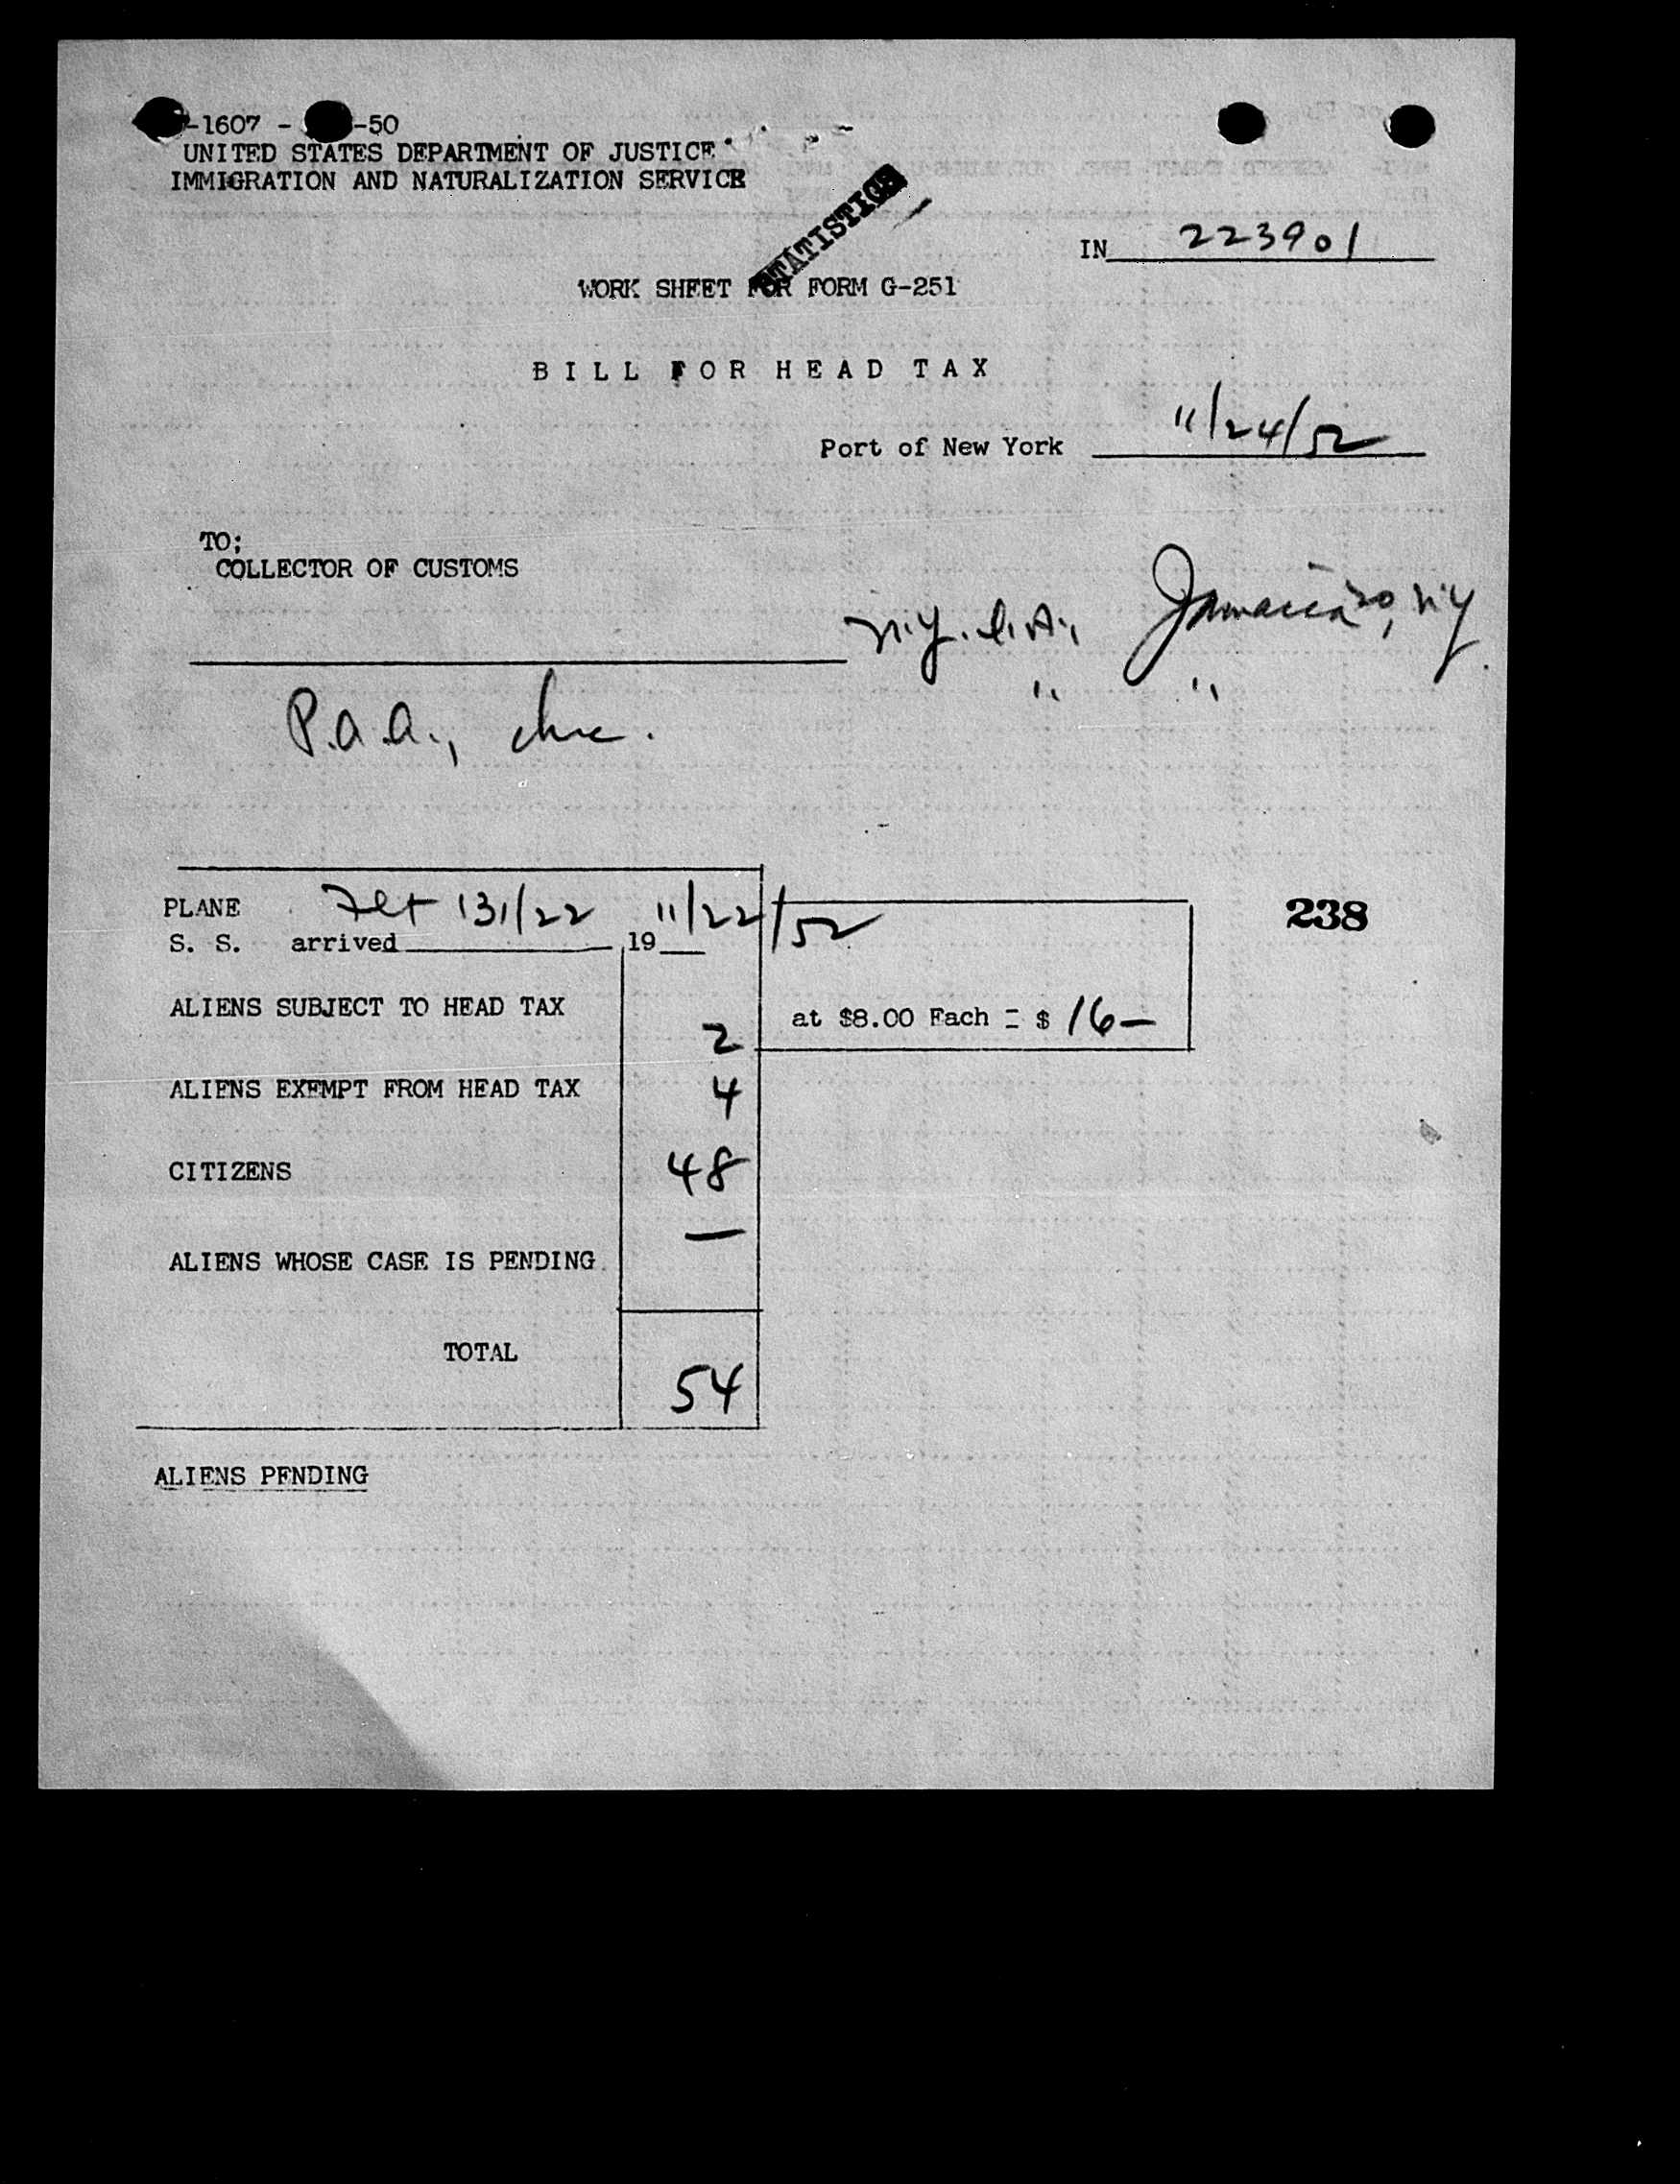 -1607 - -50
UNITED STATES DEPARTMENT OF JUSTICE
IMMIGRATION AND NATURALIZATION SERVICE
STATISTICS
IN 223901
WORK SHEET FOR FORM G-251
BILL FOR HEAD TAX
Port of New York 11/24/52
TO;
COLLECTOR OF CUSTOMS
N.Y. I.A., Jamaica 30, N.Y.
P.A.A., Inc. " "
PLANE Flt 131/22 11/22/52
238
S. S. arrived 19
ALIENS SUBJECT TO HEAD TAX 2 at $8.00 Each = $ 16—
ALIENS EXEMPT FROM HEAD TAX 4
CITIZENS 48
ALIENS WHOSE CASE IS PENDING —
TOTAL 54
ALIENS PENDING